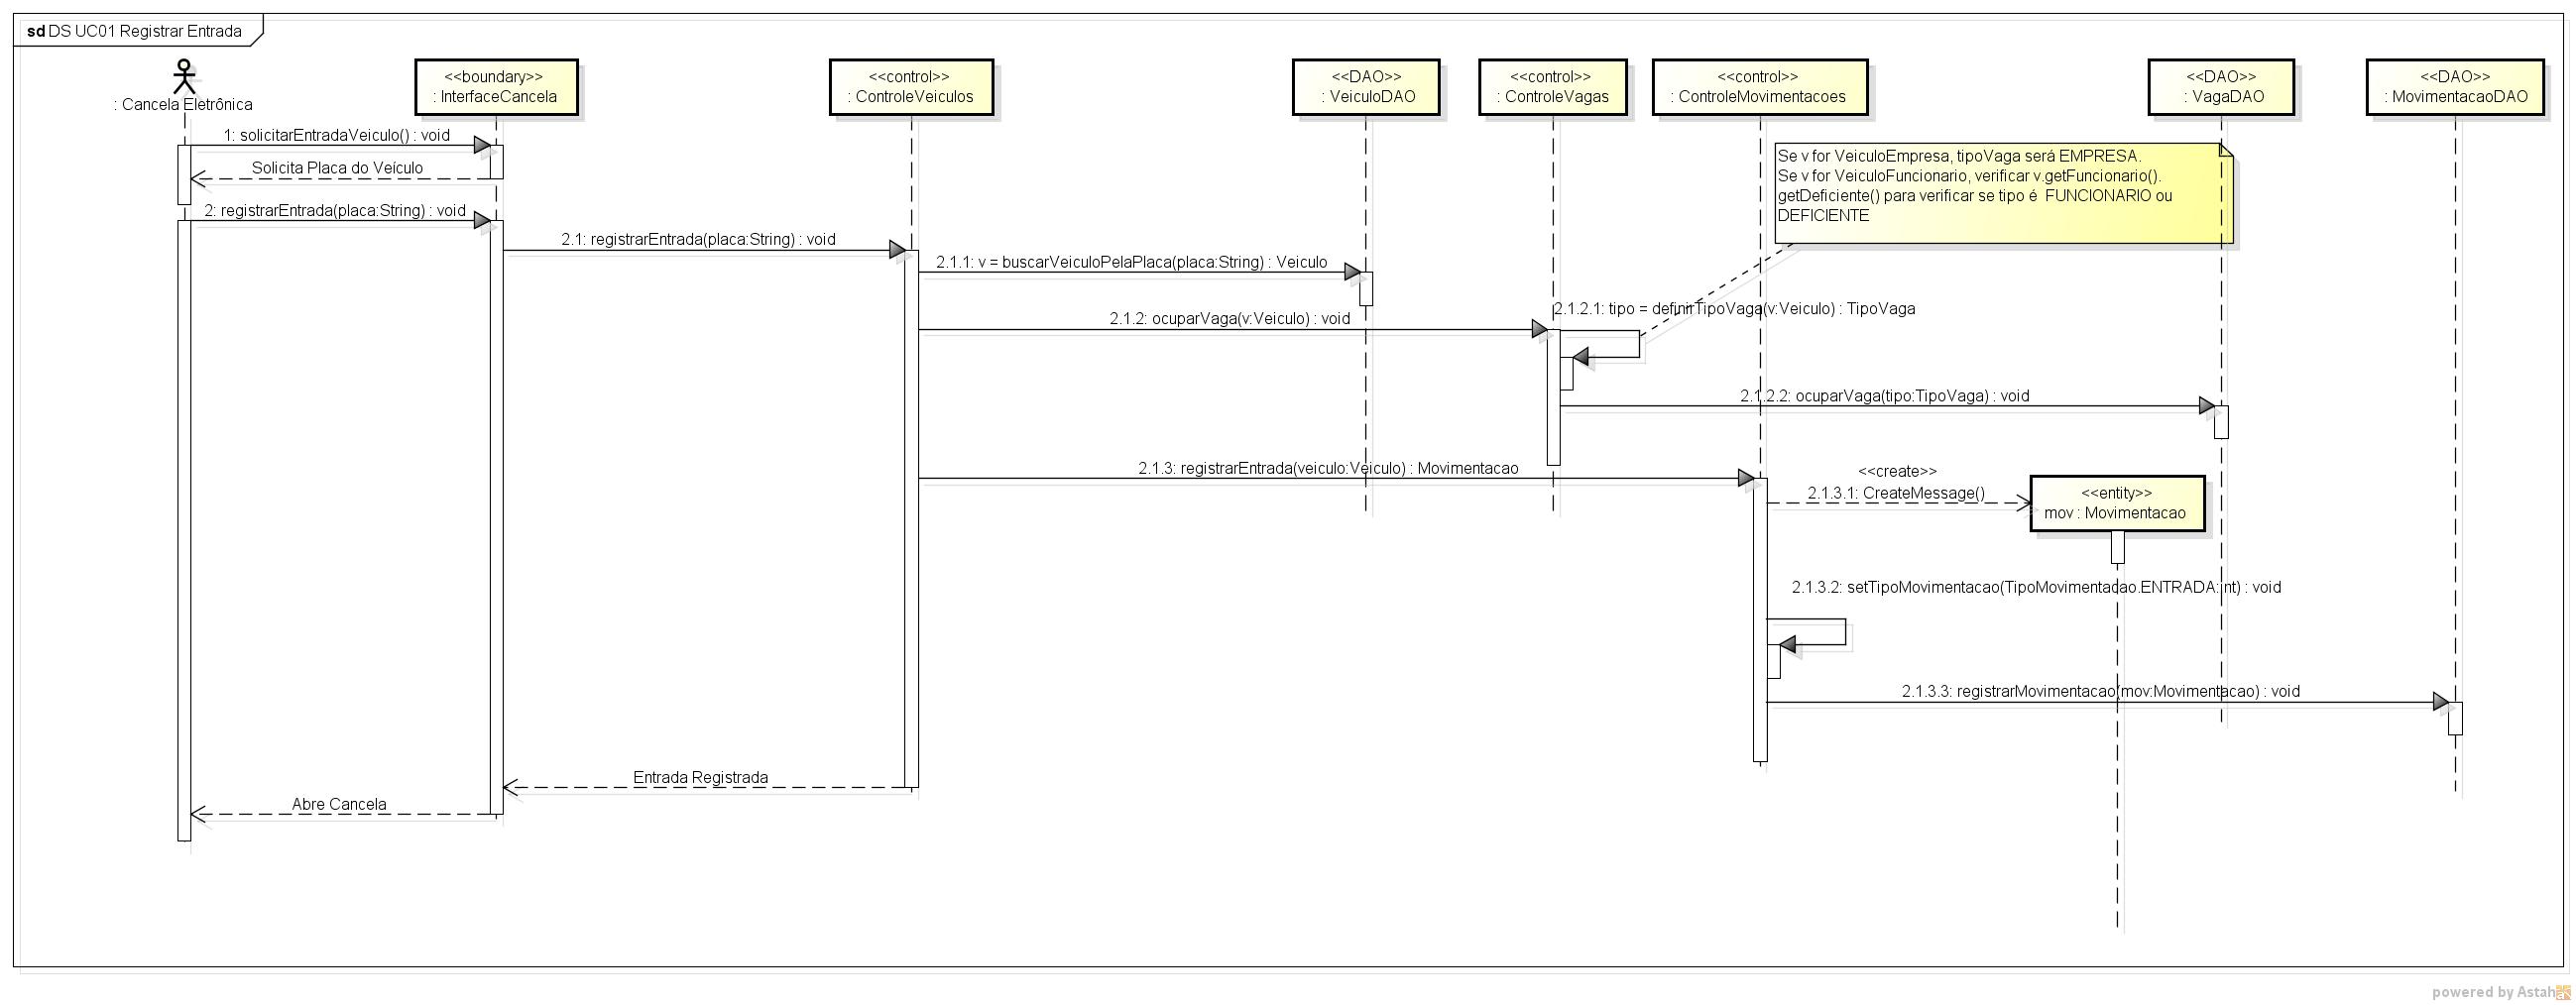 sd DS UC01 Registrar Entrada
: Cancela Eletrônica
<<boundary>>
: InterfaceCancela
<<control>>
: ControleVeiculos
<<DAO>>
: VeiculoDAO
<<control>>
: ControleVagas
<<control>>
: ControleMovimentacoes
<<DAO>>
: VagaDAO
<<DAO>>
: MovimentacaoDAO
1: solicitarEntradaVeiculo() : void
Solicita Placa do Veículo
Se v for VeiculoEmpresa, tipoVaga será EMPRESA.
Se v for VeiculoFuncionario, verificar v.getFuncionario().
getDeficiente() para verificar se tipo é FUNCIONARIO ou
DEFICIENTE
2: registrarEntrada(placa:String) : void
2.1: registrarEntrada(placa:String) : void
2.1.1: v = buscarVeiculoPelaPlaca(placa:String) : Veiculo
2.1.2.1: tipo = definirTipoVaga(v:Veiculo) : TipoVaga
2.1.2: ocuparVaga(v:Veiculo) : void
2.1.2.2: ocuparVaga(tipo:TipoVaga) : void
2.1.3: registrarEntrada(veiculo:Veiculo) : Movimentacao
<<create>>
2.1.3.1: CreateMessage()
<<entity>>
mov : Movimentacao
2.1.3.2: setTipoMovimentacao(TipoMovimentacao.ENTRADA:int) : void
2.1.3.3: registrarMovimentacao(mov:Movimentacao) : void
Entrada Registrada
Abre Cancela
powered by Astah